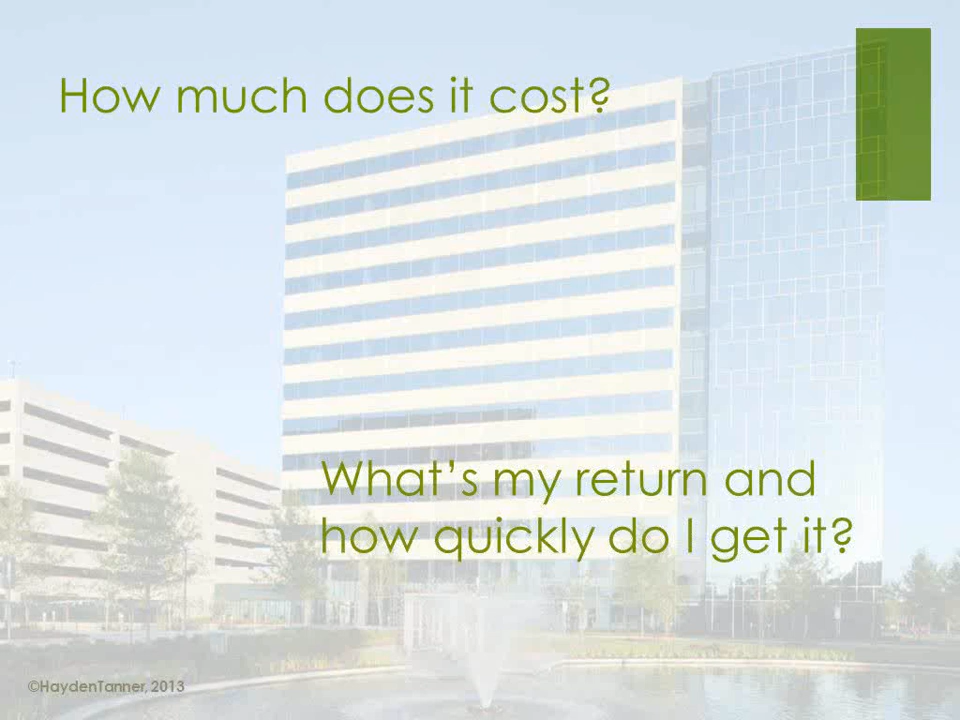 How much does it cost?
What's my return and
how quickly do I get it?
©HaydenTanner, 2013